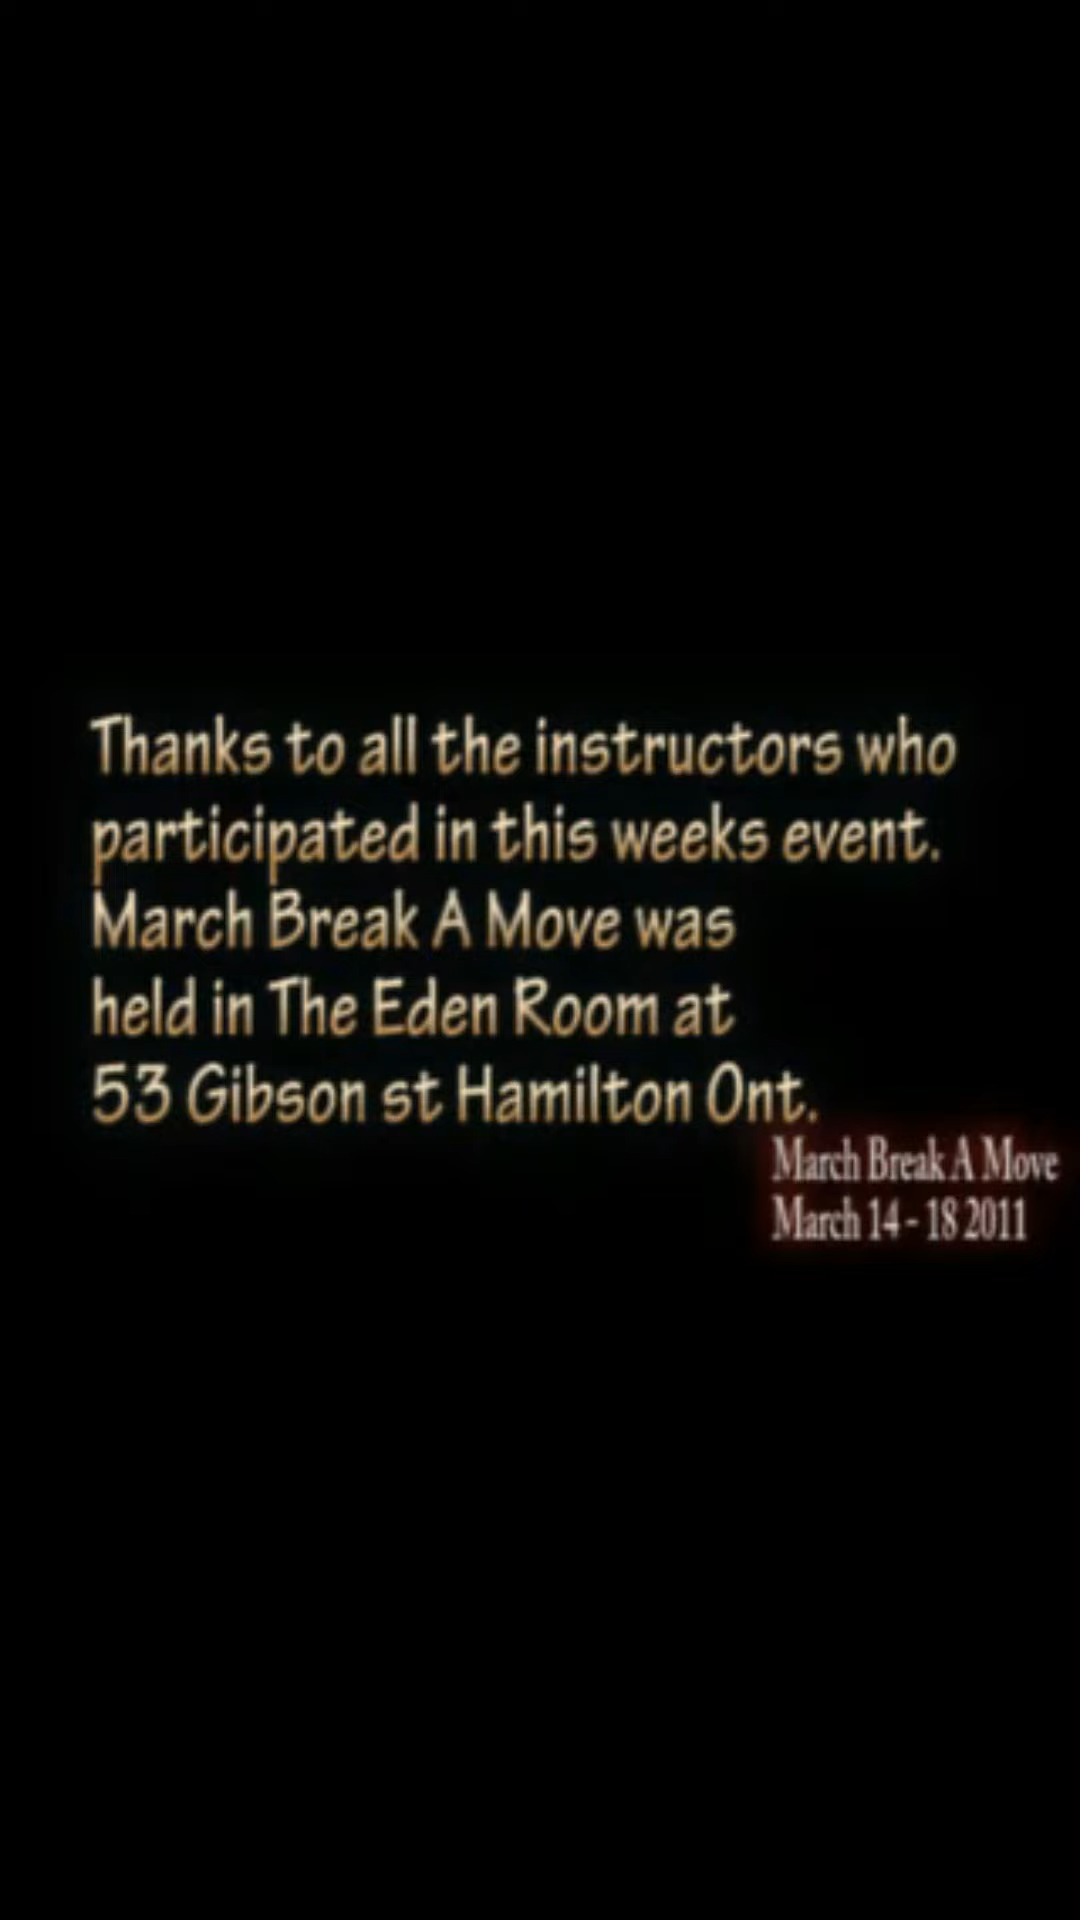 Thanks to all the instructors who
participated in this weeks event.
March Break A Move was
held in The Eden Room at
53 Gibson st Hamilton Ont.
March Break A Move
March 14 - 18 2011